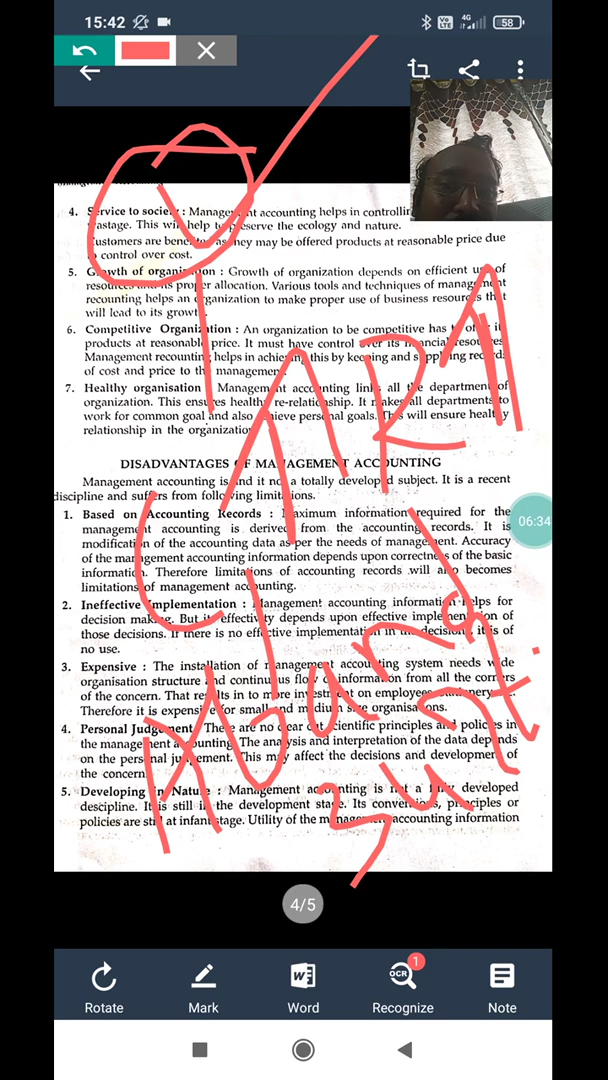 15:42 4G 58
4. Service to society : Management accounting helps in controlling
wastage. This will help to preserve the ecology and nature.
Customers are benefited as they may be offered products at reasonable price due
to control over cost.
5. Growth of organisation : Growth of organization depends on efficient use of
resources and its proper allocation. Various tools and techniques of management
recounting helps an organization to make proper use of business resources that
will lead to its growth.
6. Competitive Organization : An organization to be competitive has to offer it
products at reasonable price. It must have control over its financial resources.
Management recounting helps in achieving this by keeping and supplying records
of cost and price to the management.
7. Healthy organisation : Management accounting links all the department of
organization. This ensures healthy re-relationship. It makes all departments to
work for common goal and also achieve personal goals. This will ensure healthy
relationship in the organization
DISADVANTAGES OF MANAGEMENT ACCOUNTING
Management accounting is and it not a totally developed subject. It is a recent
discipline and suffers from following limitations.
1. Based on Accounting Records : Maximum information required for the
management accounting is derived from the accounting records. It is
modification of the accounting data as per the needs of management. Accuracy
of the management accounting information depends upon correctness of the basic
information. Therefore limitations of accounting records will also becomes
limitations of management accounting.
06:34
2. Ineffective Implementation : Management accounting information helps for
decision making. But its effectivity depends upon effective implementation of
those decisions. If there is no effective implementation in the decisions, it is of
no use.
3. Expensive : The installation of management accounting system needs wide
organisation structure and continuous flow of information from all the corners
of the concern. That results in to more investment on employees, stationery
Therefore it is expensive for small and medium size organisations.
4. Personal Judgement : There are no clear cut scientific principles and policies in
the management accounting. The analysis and interpretation of the data depends
on the personal judgement. This may affect the decisions and development of
the concern
5. Developing in Nature : Management accounting is not a fully developed
descipline. It is still in the development stage. Its conventions, principles or
policies are still at infant stage. Utility of the management accounting information
4/5
W
OCR 1
Rotate Mark Word Recognize Note